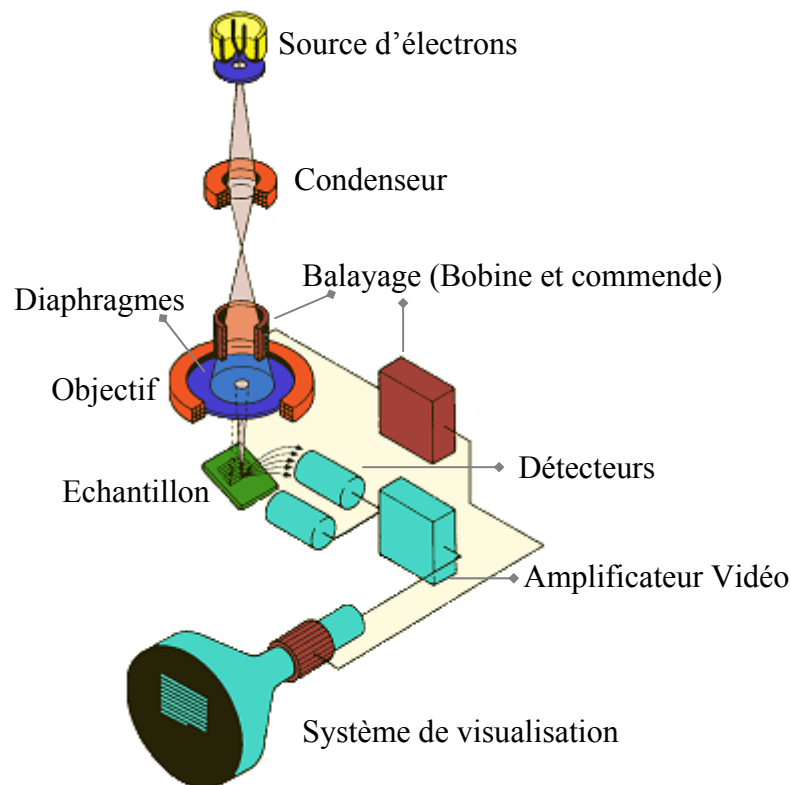 Source d'électrons
Condenseur
Balayage (Bobine et commende)
Diaphragmes
Objectif
Echantillon
Détecteurs
Amplificateur Vidéo
Système de visualisation